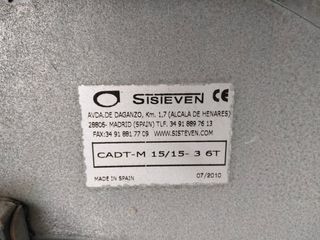 SiSTEVEN CE
AVDA.DE DAGANZO, Km. 1,7 (ALCALA DE HENARES)
28806- MADRID (SPAIN) TLF. 34 91 889 76 13
FAX:34 91 881 77 09 WWW.SISTEVEN.COM
CADT-M 15/15- 3 6T
MADE IN SPAIN 07/2010